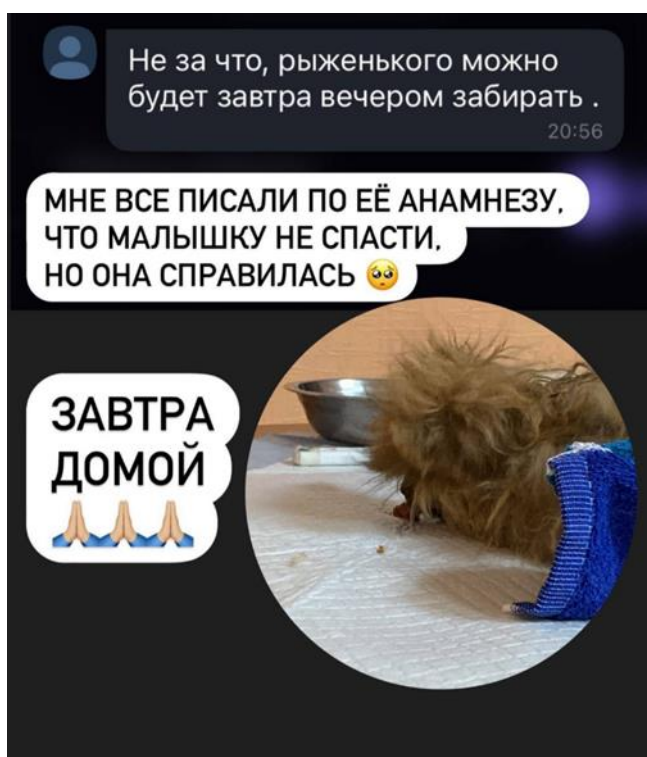 Не за что, рыженького можно
будет завтра вечером забирать .
20:56
МНЕ ВСЕ ПИСАЛИ ПО ЕЁ АНАМНЕЗУ,
ЧТО МАЛЫШКУ НЕ СПАСТИ,
НО ОНА СПРАВИЛАСЬ 🥺
ЗАВТРА
ДОМОЙ
🙏🏼🙏🏼🙏🏼